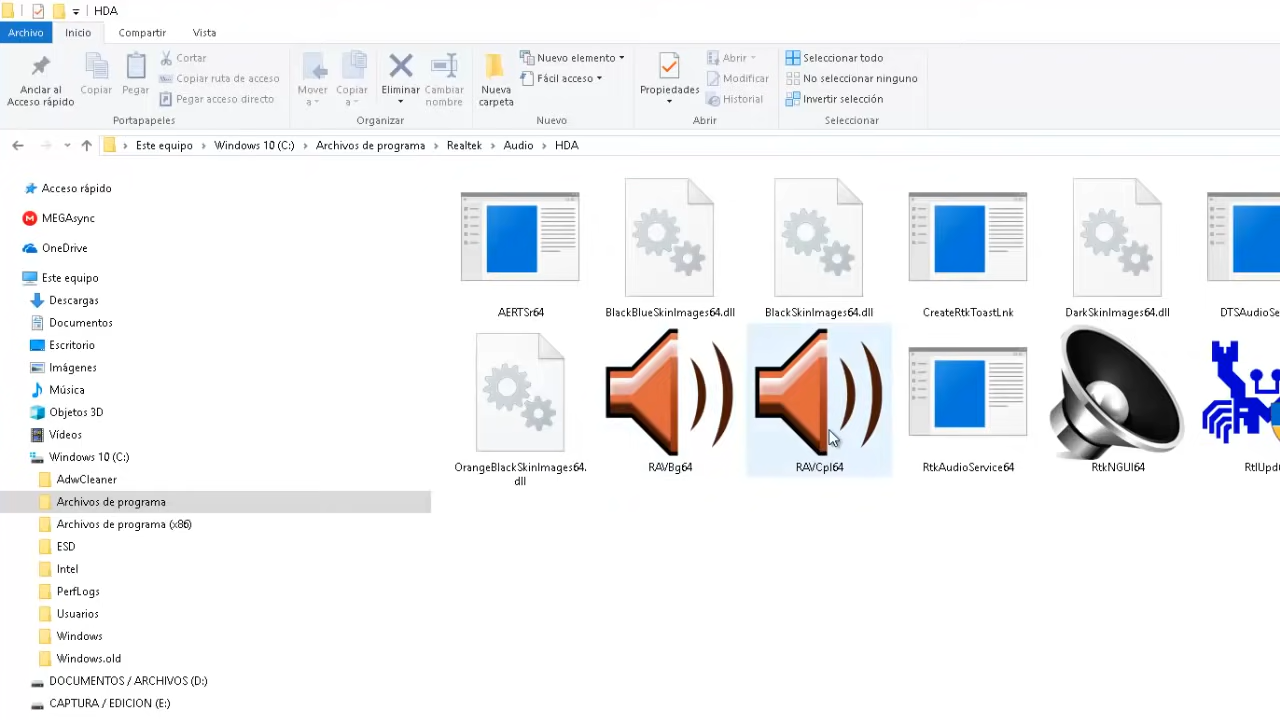 HDA
Archivo Inicio Compartir Vista
Anclar al Acceso rápido
Copiar
Pegar
Cortar
Copiar ruta de acceso
Pegar acceso directo
Portapapeles
Mover a
Copiar a
Eliminar
Cambiar nombre
Organizar
Nueva carpeta
Nuevo elemento
Fácil acceso
Nuevo
Propiedades
Abrir
Modificar
Historial
Abrir
Seleccionar todo
No seleccionar ninguno
Invertir selección
Seleccionar
Este equipo > Windows 10 (C:) > Archivos de programa > Realtek > Audio > HDA
Acceso rápido
MEGAsync
OneDrive
Este equipo
Descargas
Documentos
Escritorio
Imágenes
Música
Objetos 3D
Vídeos
Windows 10 (C:)
AdwCleaner
Archivos de programa
Archivos de programa (x86)
ESD
Intel
PerfLogs
Usuarios
Windows
Windows.old
DOCUMENTOS / ARCHIVOS (D:)
CAPTURA / EDICION (E:)
AERTSr64
BlackBlueSkinImages64.dll
BlackSkinImages64.dll
CreateRtkToastLnk
DarkSkinImages64.dll
DTSAudioSe
OrangeBlackSkinImages64.
dll
RAVBg64
RAVCpl64
RtkAudioService64
RtkNGUI64
RtlUpd